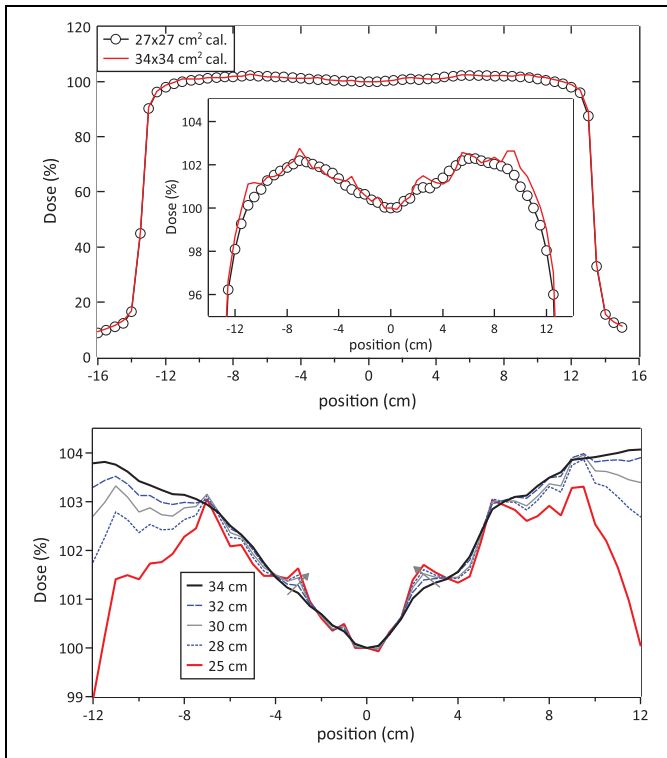 120
27x27 cm² cal.
34x34 cm² cal.
100
80
60
40
20
0
Dose (%)
-16 -12 -8 -4 0 4 8 12 16
position (cm)
104
102
100
98
96
Dose (%)
-12 -8 -4 0 4 8 12
position (cm)
104
103
102
101
100
99
Dose (%)
34 cm
32 cm
30 cm
28 cm
25 cm
-12 -8 -4 0 4 8 12
position (cm)